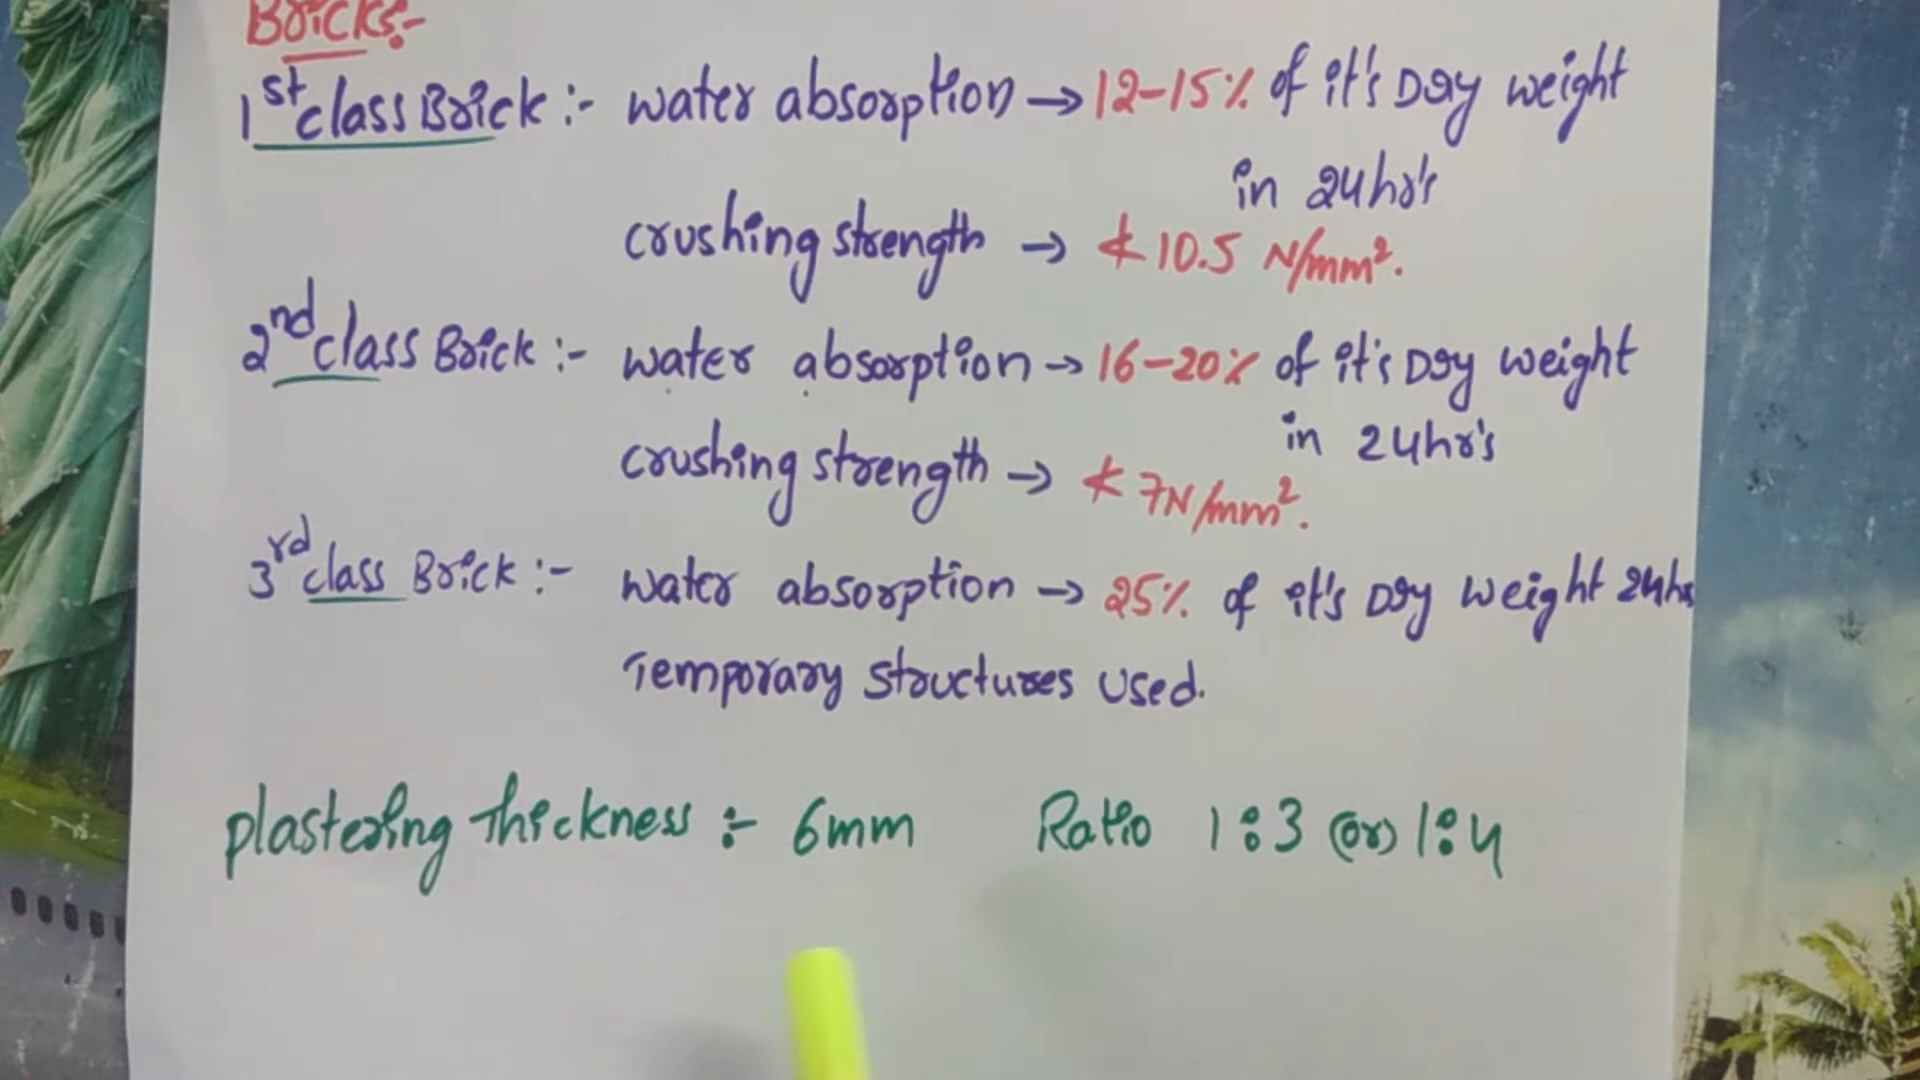 Bricks:-
1st class Brick :- water absorption → 12-15% of it's Dry weight
in 24hr's
crushing strength → ≮ 10.5 N/mm².
2nd class Brick :- water absorption → 16-20% of it's Dry weight
in 24hr's
crushing strength → ≮ 7N/mm².
3rd class Brick :- water absorption → 25% of it's Dry weight 24hs
Temporary structures used.
plastering thickness :- 6mm Ratio 1:3 (or) 1:4